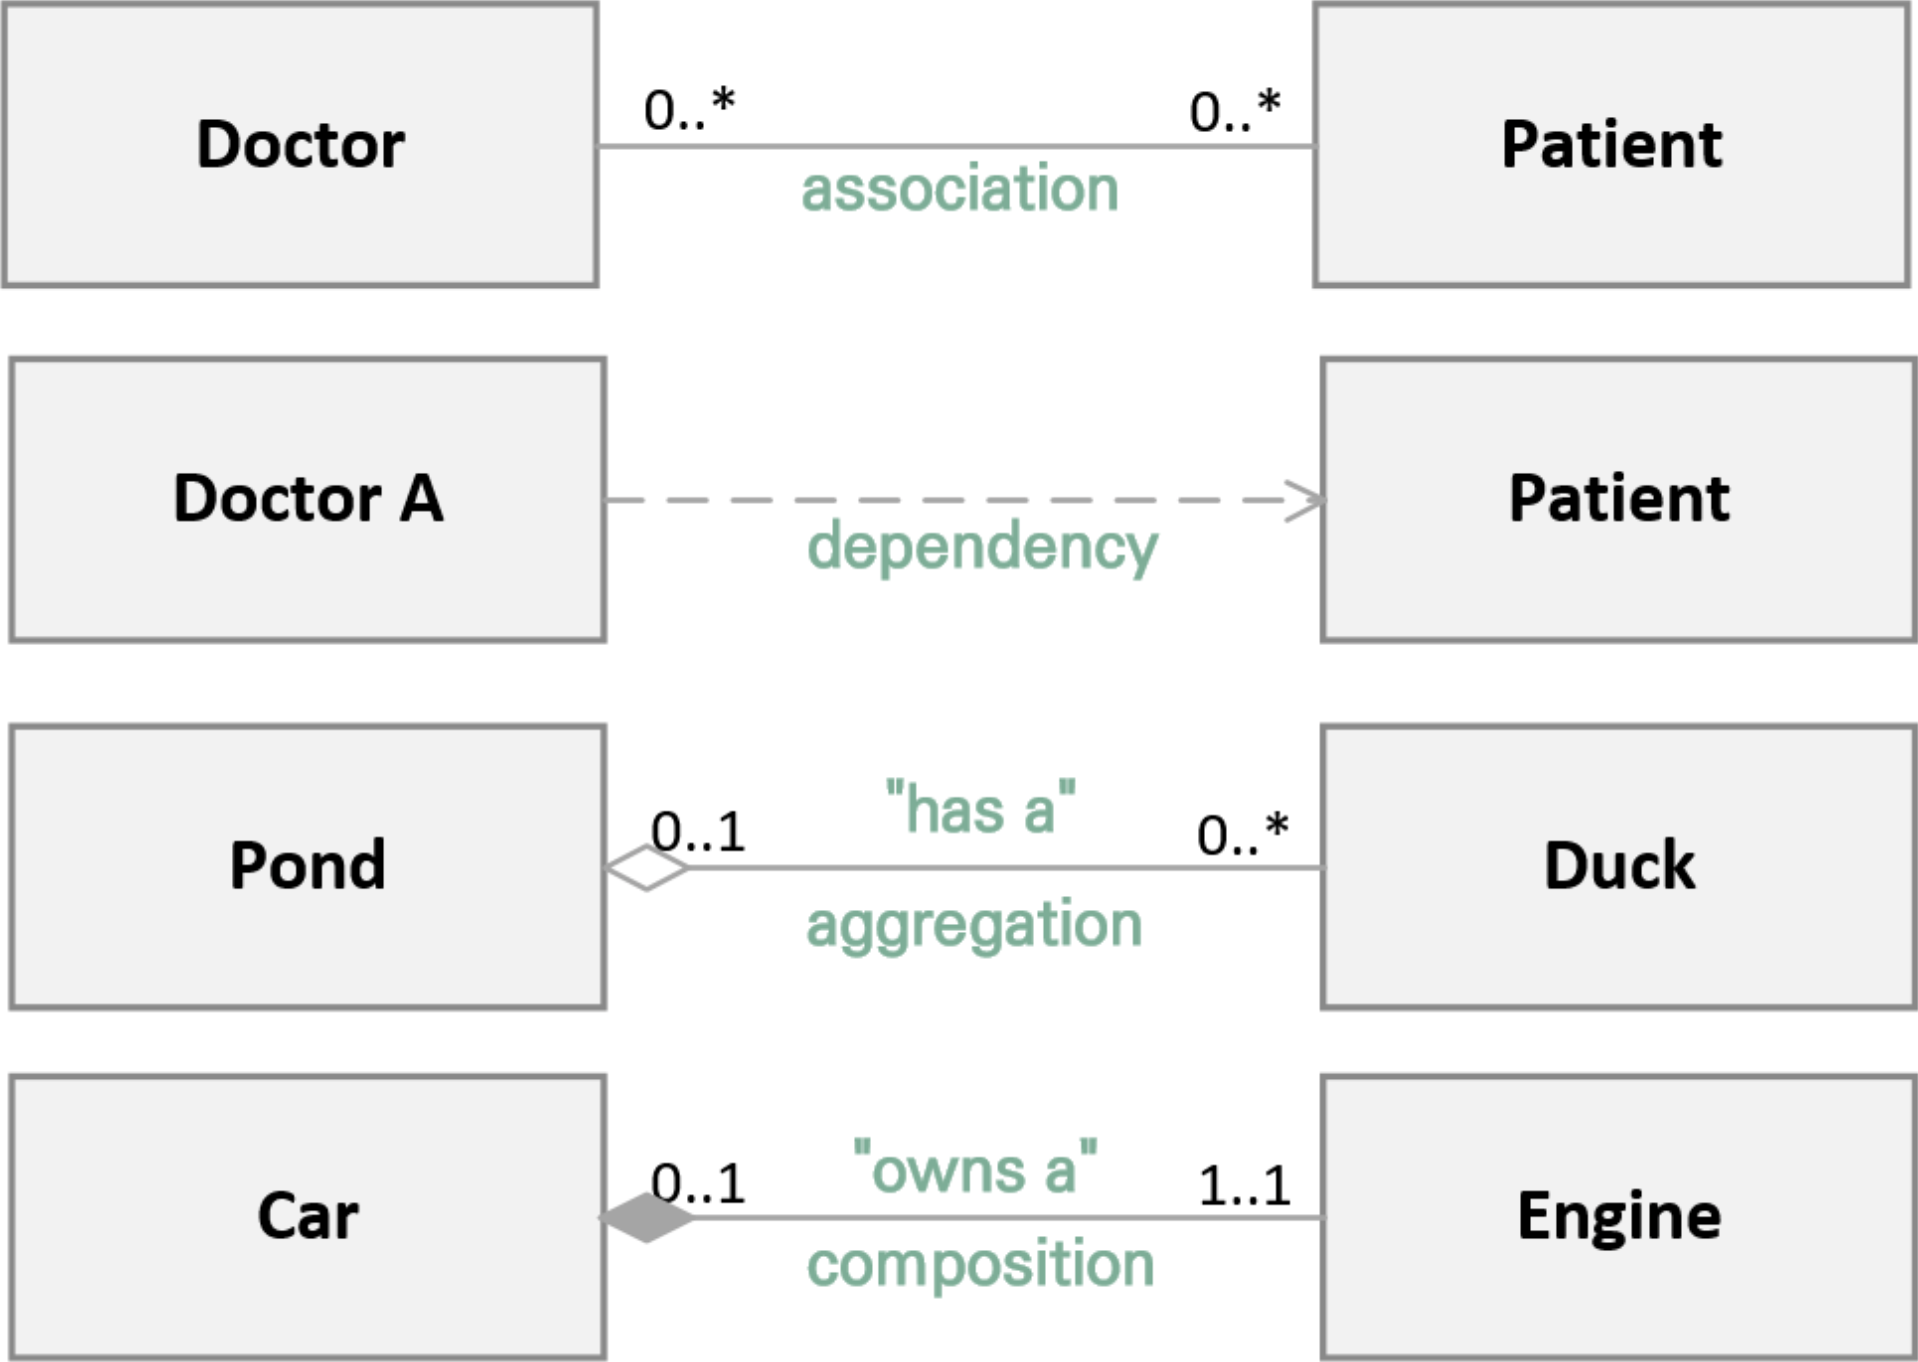 Doctor
0..*
0..*
association
Patient
Doctor A
dependency
Patient
Pond
0..1
"has a"
0..*
aggregation
Duck
Car
0..1
"owns a"
1..1
composition
Engine